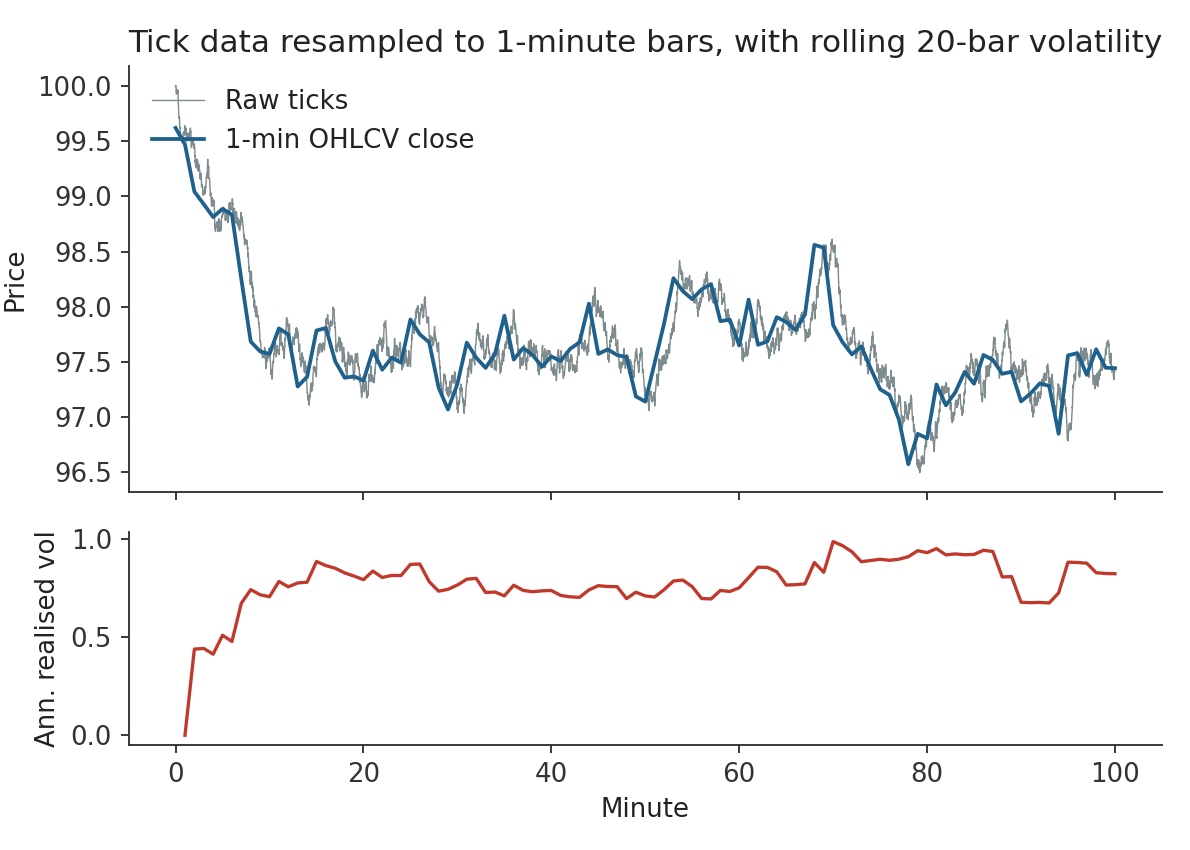 Tick data resampled to 1-minute bars, with rolling 20-bar volatility
Raw ticks
1-min OHLCV close
Price
100.0
99.5
99.0
98.5
98.0
97.5
97.0
96.5
Ann. realised vol
1.0
0.5
0.0
0 20 40 60 80 100
Minute